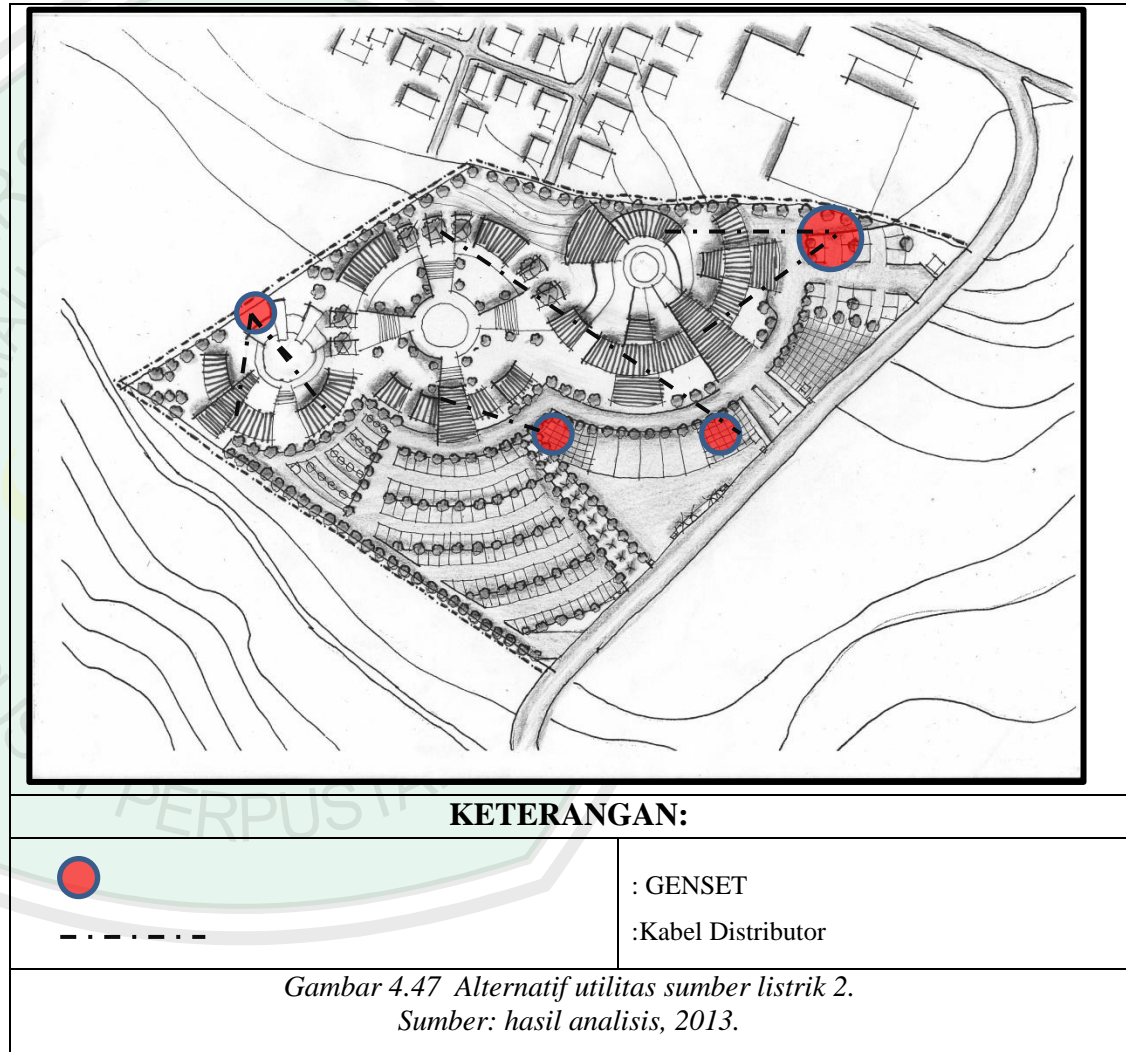 KETERANGAN:
: GENSET
:Kabel Distributor
Gambar 4.47 Alternatif utilitas sumber listrik 2.
Sumber: hasil analisis, 2013.